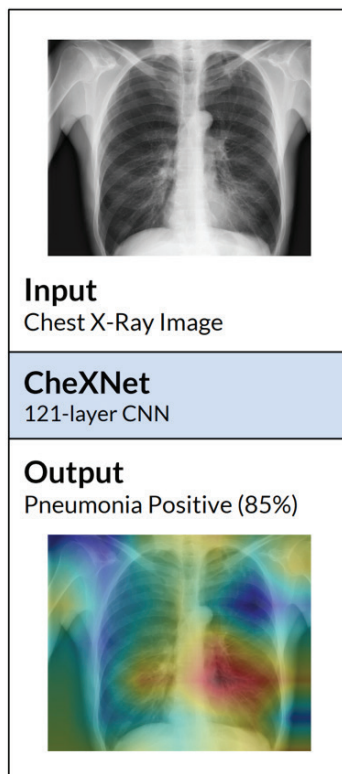 Input
Chest X-Ray Image
CheXNet
121-layer CNN
Output
Pneumonia Positive (85%)